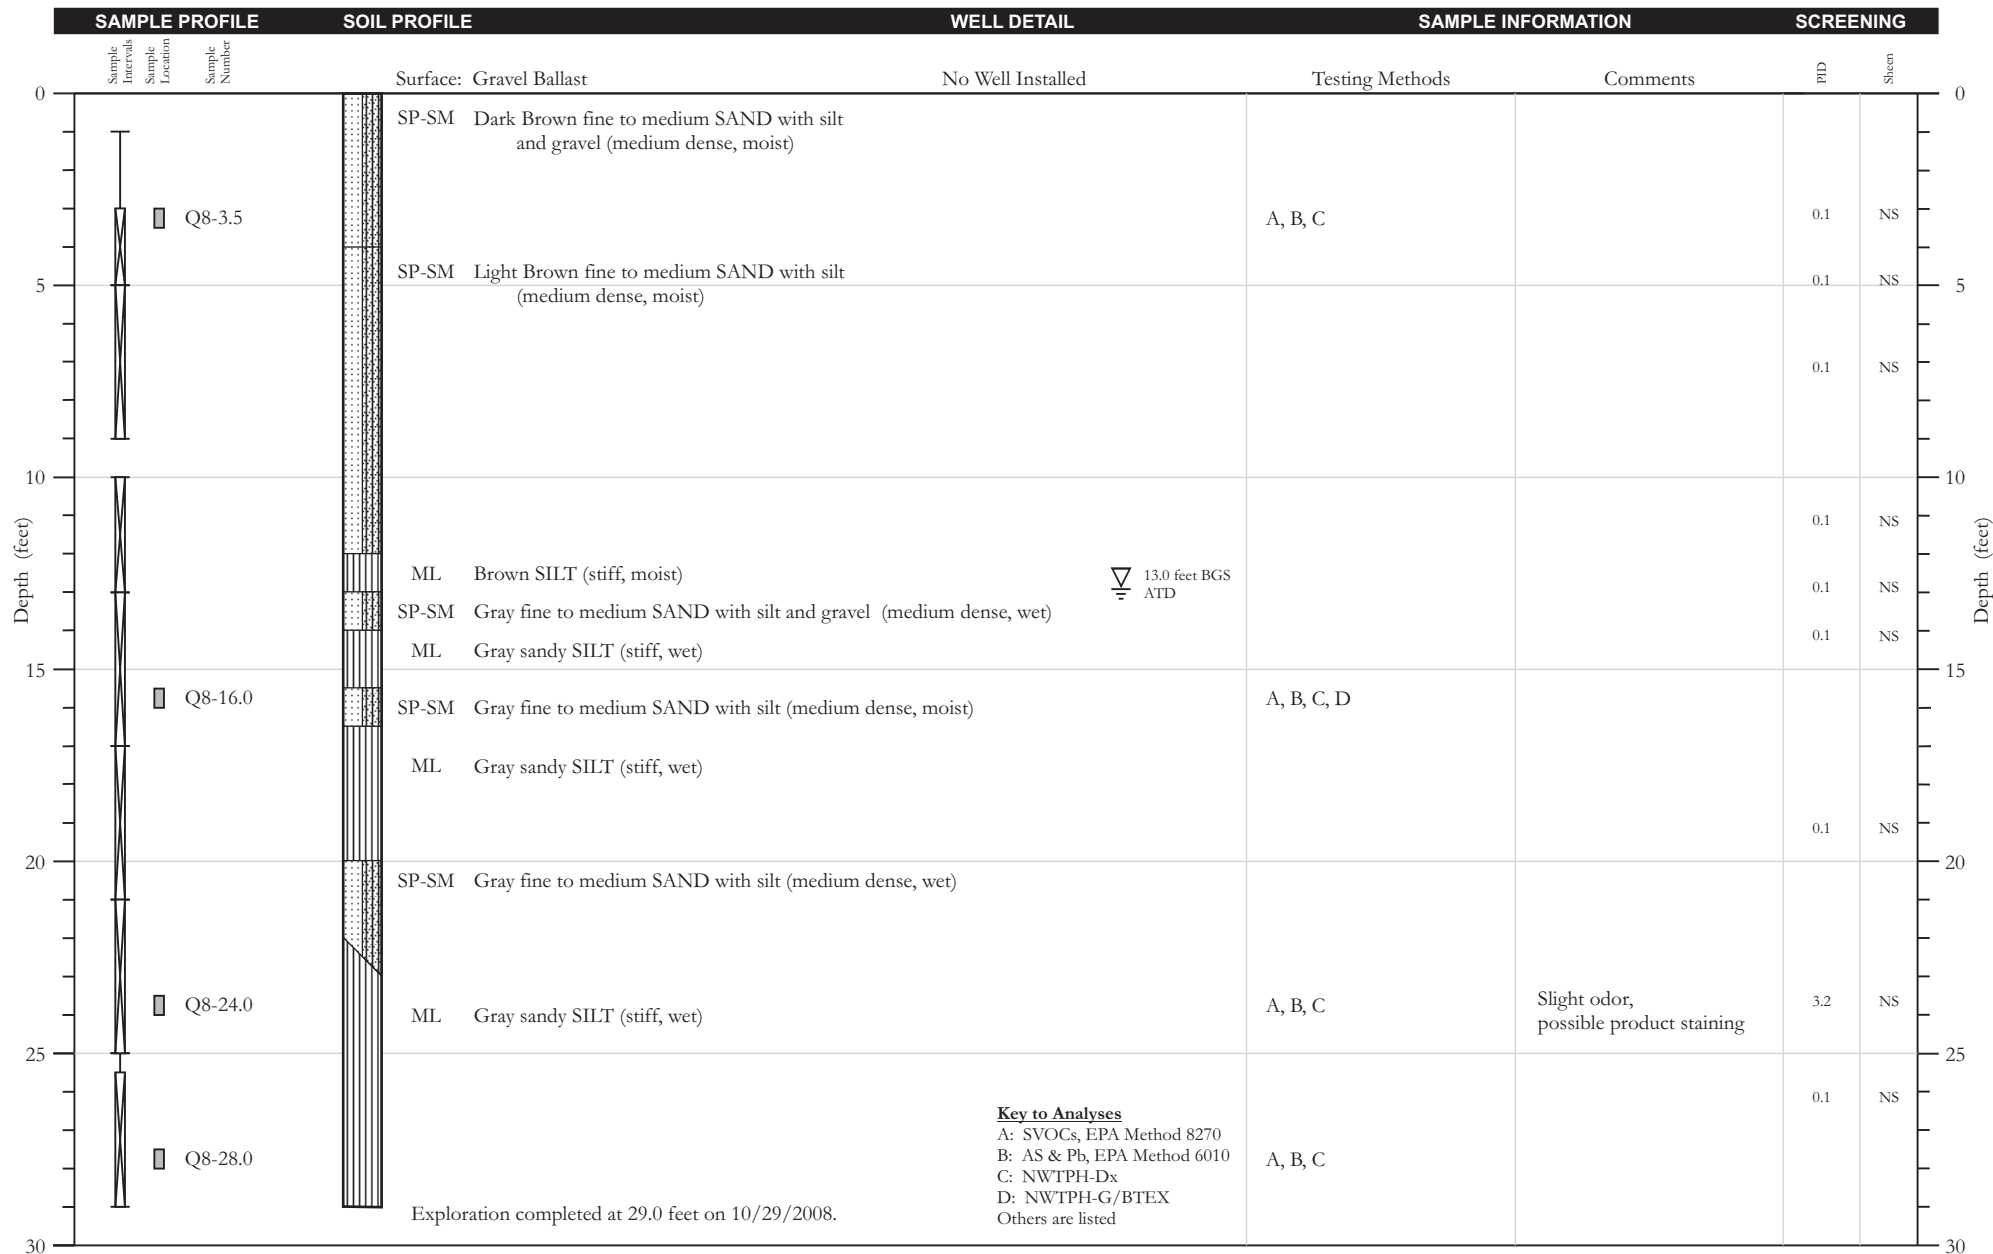 SAMPLE PROFILE SOIL PROFILE WELL DETAIL SAMPLE INFORMATION SCREENING
Sample Intervals
Sample Location
Sample Number
Surface: Gravel Ballast No Well Installed Testing Methods Comments PID Sheen
0 0
SP-SM Dark Brown fine to medium SAND with silt
and gravel (medium dense, moist)
Q8-3.5 A, B, C 0.1 NS
SP-SM Light Brown fine to medium SAND with silt 0.1 NS
5 5
(medium dense, moist)
0.1 NS
10 10
0.1 NS
Depth (feet) Depth (feet)
ML Brown SILT (stiff, moist) 13.0 feet BGS 0.1 NS
ATD
SP-SM Gray fine to medium SAND with silt and gravel (medium dense, wet)
0.1 NS
ML Gray sandy SILT (stiff, wet)
15 15
Q8-16.0 A, B, C, D
SP-SM Gray fine to medium SAND with silt (medium dense, moist)
ML Gray sandy SILT (stiff, wet)
0.1 NS
20 20
SP-SM Gray fine to medium SAND with silt (medium dense, wet)
Q8-24.0 A, B, C Slight odor, 3.2 NS
possible product staining
ML Gray sandy SILT (stiff, wet)
25 25
0.1 NS
Key to Analyses
A: SVOCs, EPA Method 8270
B: AS & Pb, EPA Method 6010
Q8-28.0 A, B, C
C: NWTPH-Dx
D: NWTPH-G/BTEX
Others are listed
Exploration completed at 29.0 feet on 10/29/2008.
30 30